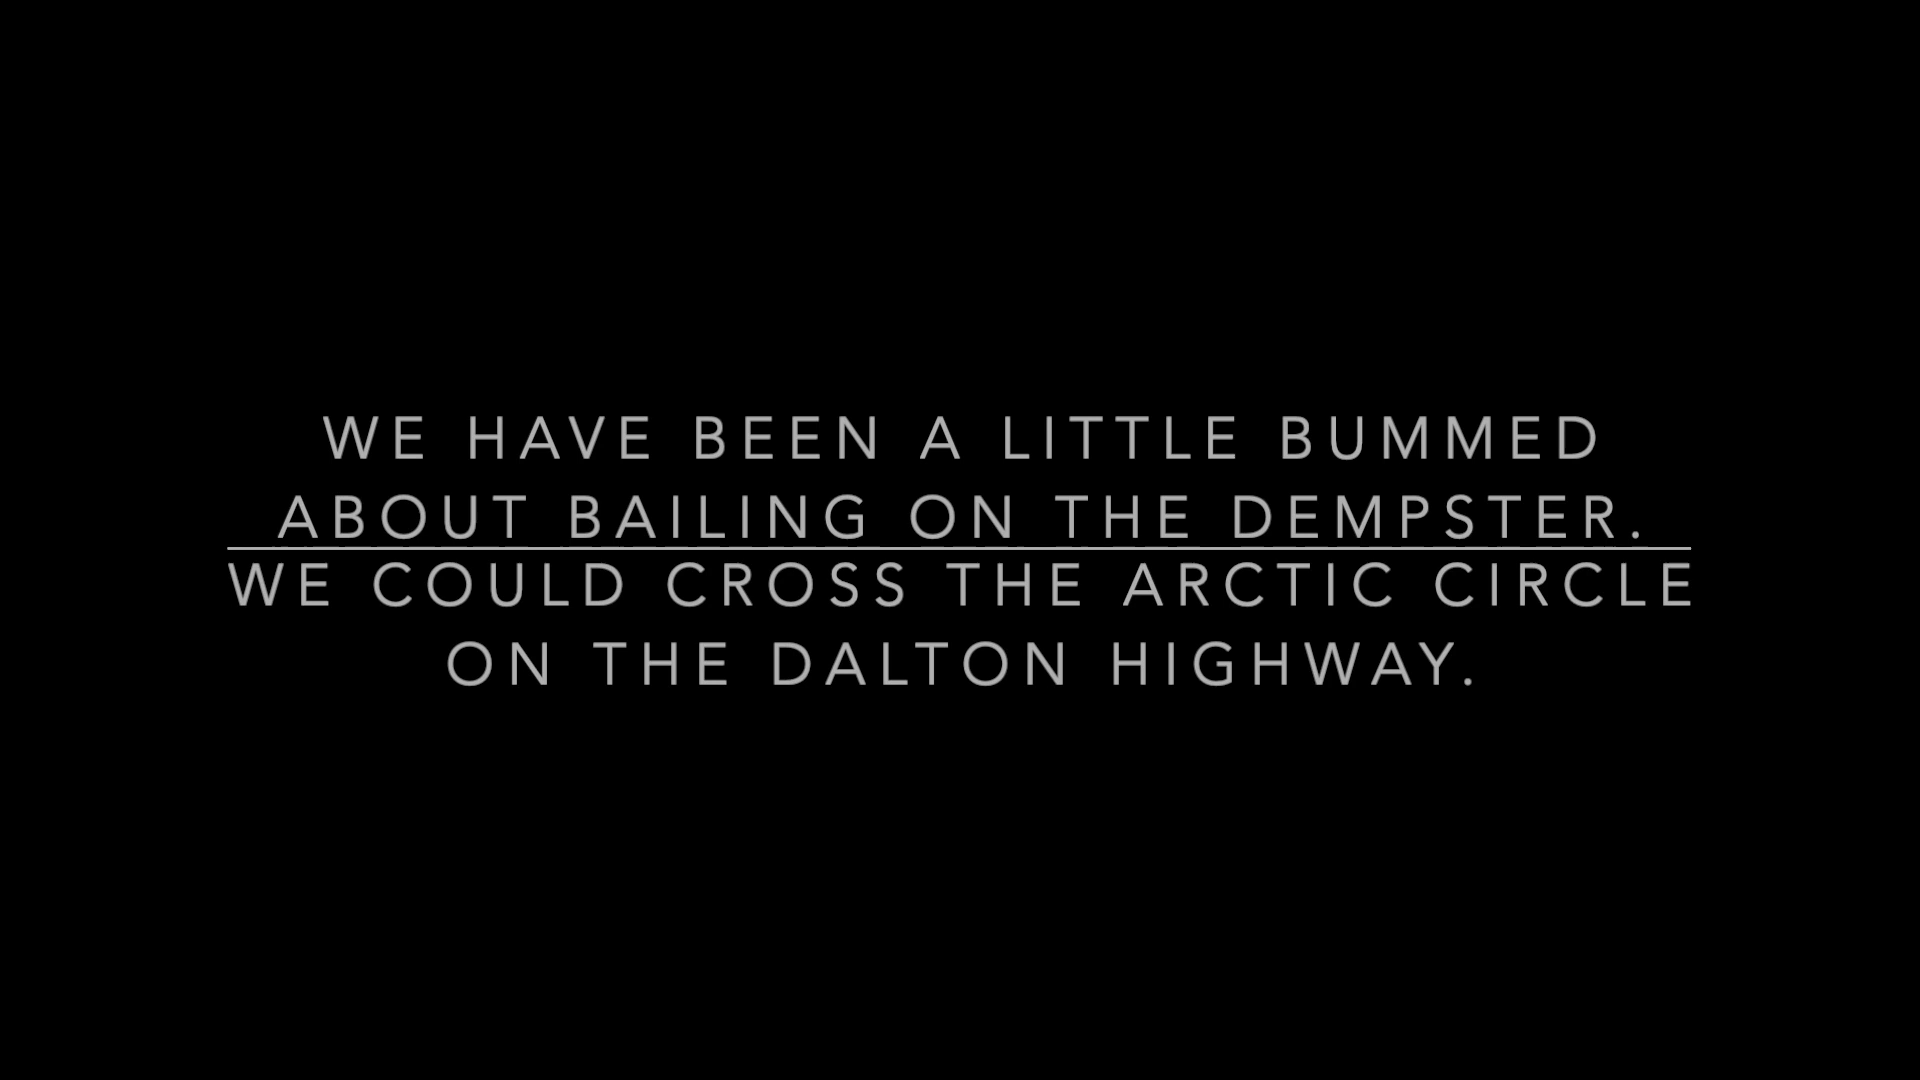 WE HAVE BEEN A LITTLE BUMMED
ABOUT BAILING ON THE DEMPSTER.
WE COULD CROSS THE ARCTIC CIRCLE
ON THE DALTON HIGHWAY.